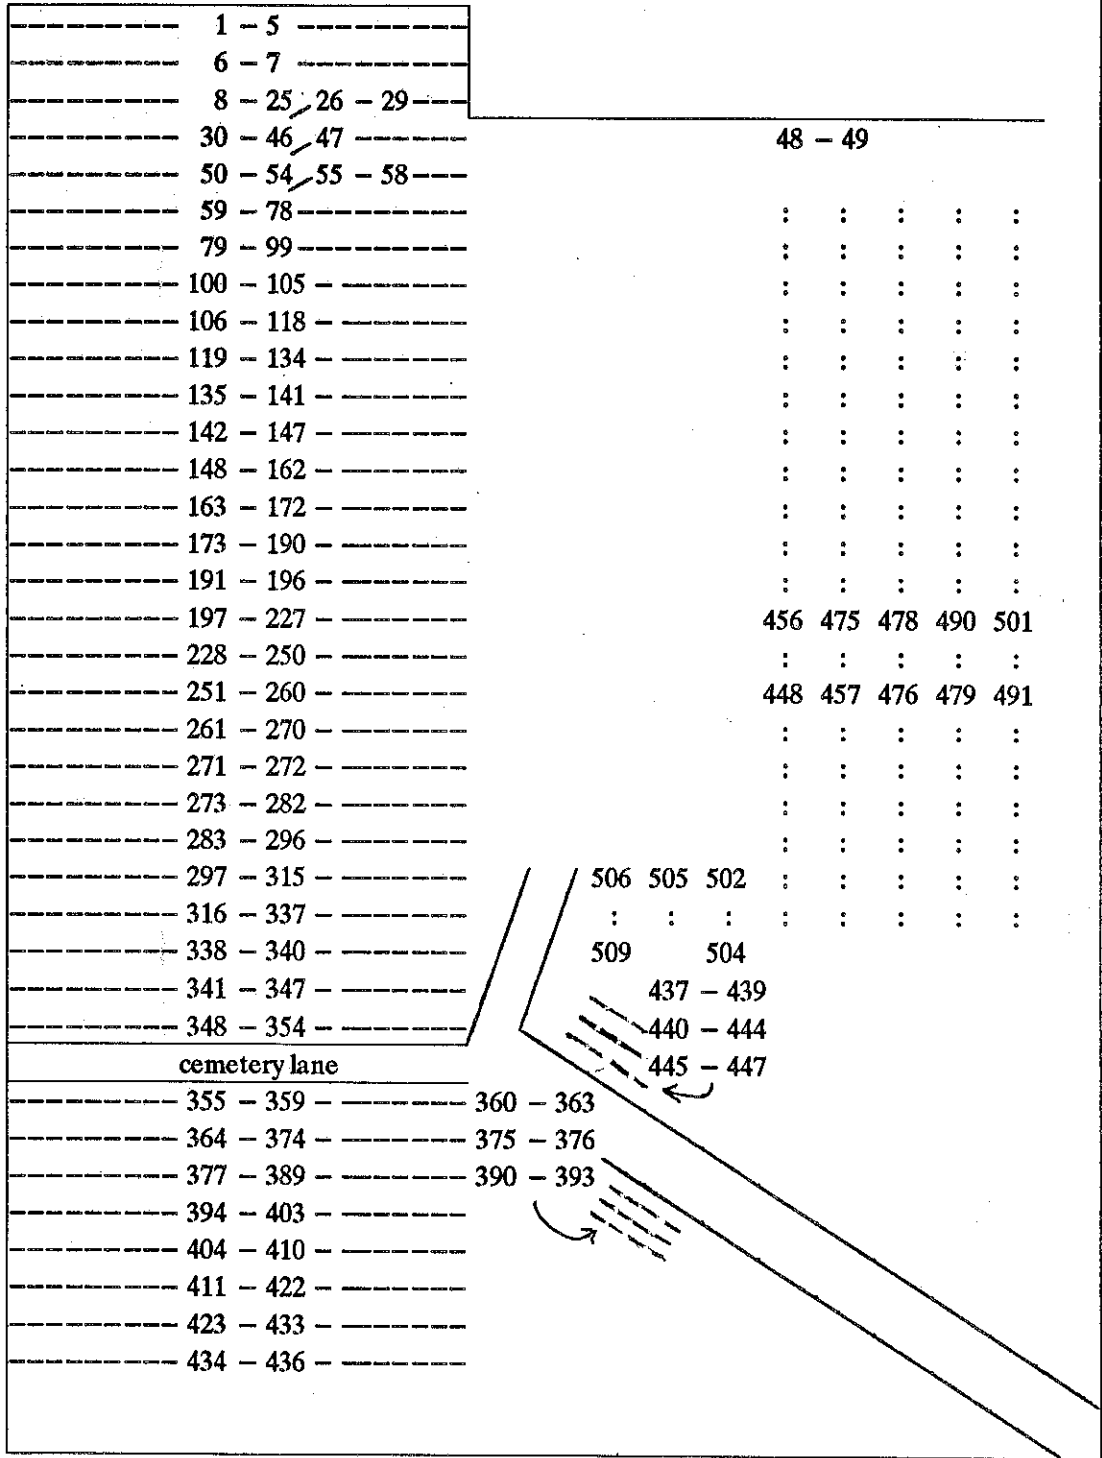 ---------- 1 – 5 ----------
---------- 6 – 7 ----------
---------- 8 – 25, 26 – 29 ---
---------- 30 – 46, 47 ------ 48 – 49
---------- 50 – 54, 55 – 58 ---
---------- 59 – 78 ---------- : : : : :
---------- 79 – 99 ---------- : : : : :
---------- 100 – 105 – ------- : : : : :
---------- 106 – 118 – ------- : : : : :
---------- 119 – 134 – ------- : : : : :
---------- 135 – 141 – ------- : : : : :
---------- 142 – 147 – ------- : : : : :
---------- 148 – 162 – ------- : : : : :
---------- 163 – 172 – ------- : : : : :
---------- 173 – 190 – ------- : : : : :
---------- 191 – 196 – ------- : : : : :
---------- 197 – 227 – ------- 456 475 478 490 501
---------- 228 – 250 – ------- : : : : :
---------- 251 – 260 – ------- 448 457 476 479 491
---------- 261 – 270 – ------- : : : : :
---------- 271 – 272 – ------- : : : : :
---------- 273 – 282 – ------- : : : : :
---------- 283 – 296 – ------- : : : : :
---------- 297 – 315 – ------- 506 505 502 : : : : :
---------- 316 – 337 – ------- : : : : : : : :
---------- 338 – 340 – ------- 509 504
---------- 341 – 347 – ------- 437 – 439
---------- 348 – 354 – ------- 440 – 444
cemetery lane 445 – 447
---------- 355 – 359 – ------- 360 – 363
---------- 364 – 374 – ------- 375 – 376
---------- 377 – 389 – ------- 390 – 393
---------- 394 – 403 – -------
---------- 404 – 410 – -------
---------- 411 – 422 – -------
---------- 423 – 433 – -------
---------- 434 – 436 – -------